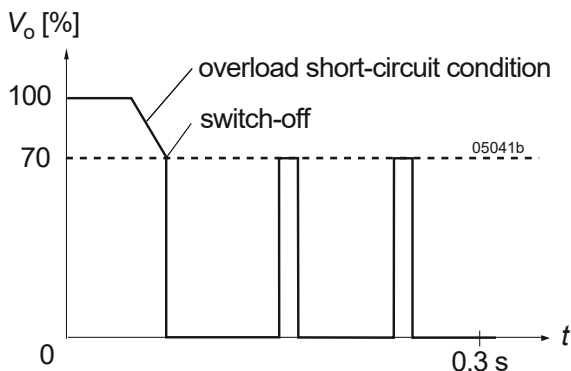 Vo [%]
overload short-circuit condition
100
switch-off
70
05041b
t
0
0.3 s